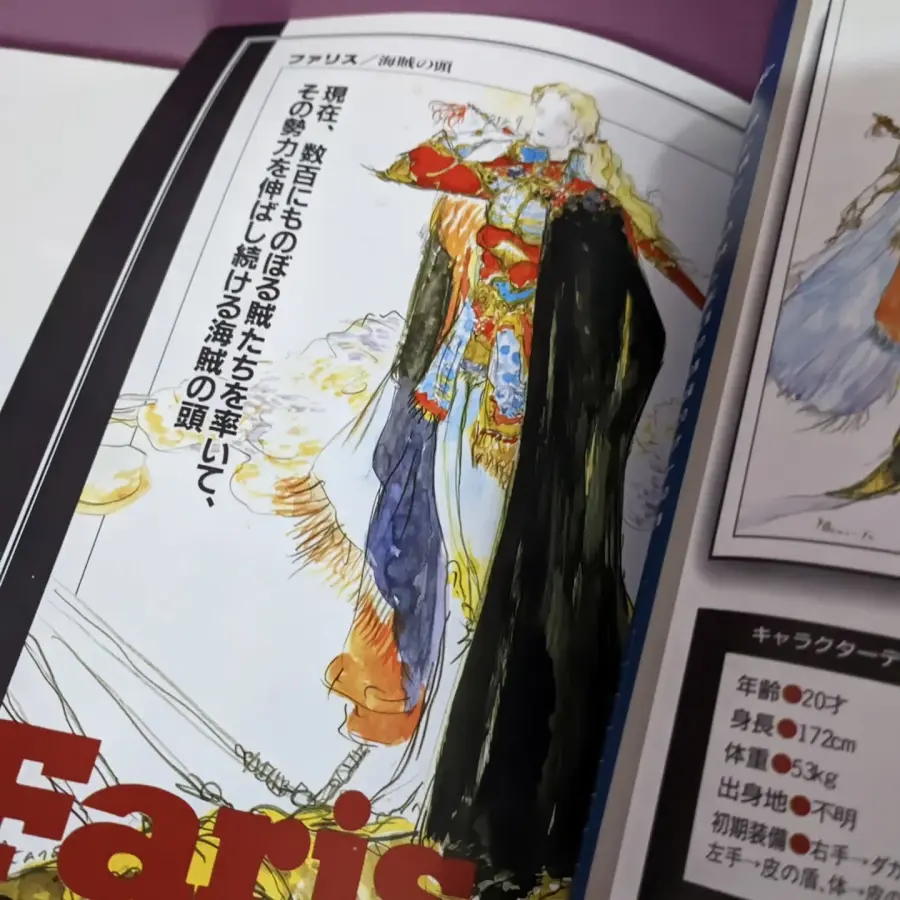 ファリス／海賊の頭
現在、数百にものぼる賊たちを率いて、
その勢力を伸ばし続ける海賊の頭
Faris
キャラクターデ
年齢●20才
身長●172cm
体重●53kg
出身地●不明
初期装備●右手→ダガ
左手→皮の盾、体→皮の